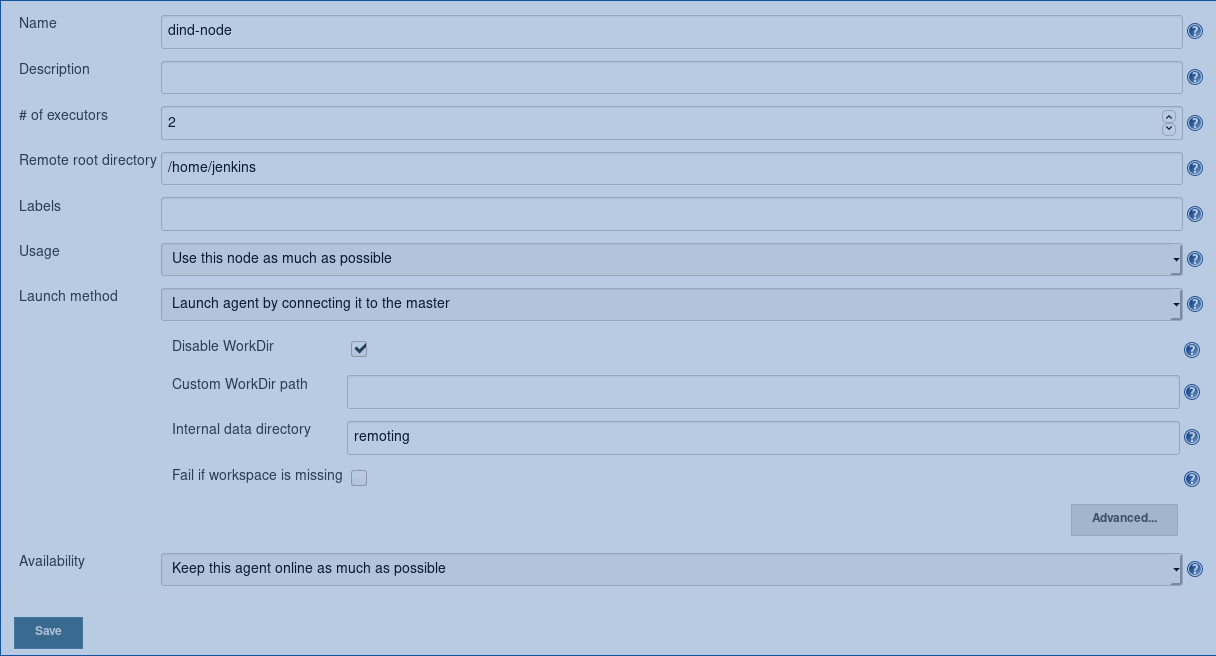 Name
dind-node
Description
# of executors
2
Remote root directory
/home/jenkins
Labels
Usage
Use this node as much as possible
Launch method
Launch agent by connecting it to the master
Disable WorkDir
Custom WorkDir path
Internal data directory
remoting
Fail if workspace is missing
Advanced...
Availability
Keep this agent online as much as possible
Save